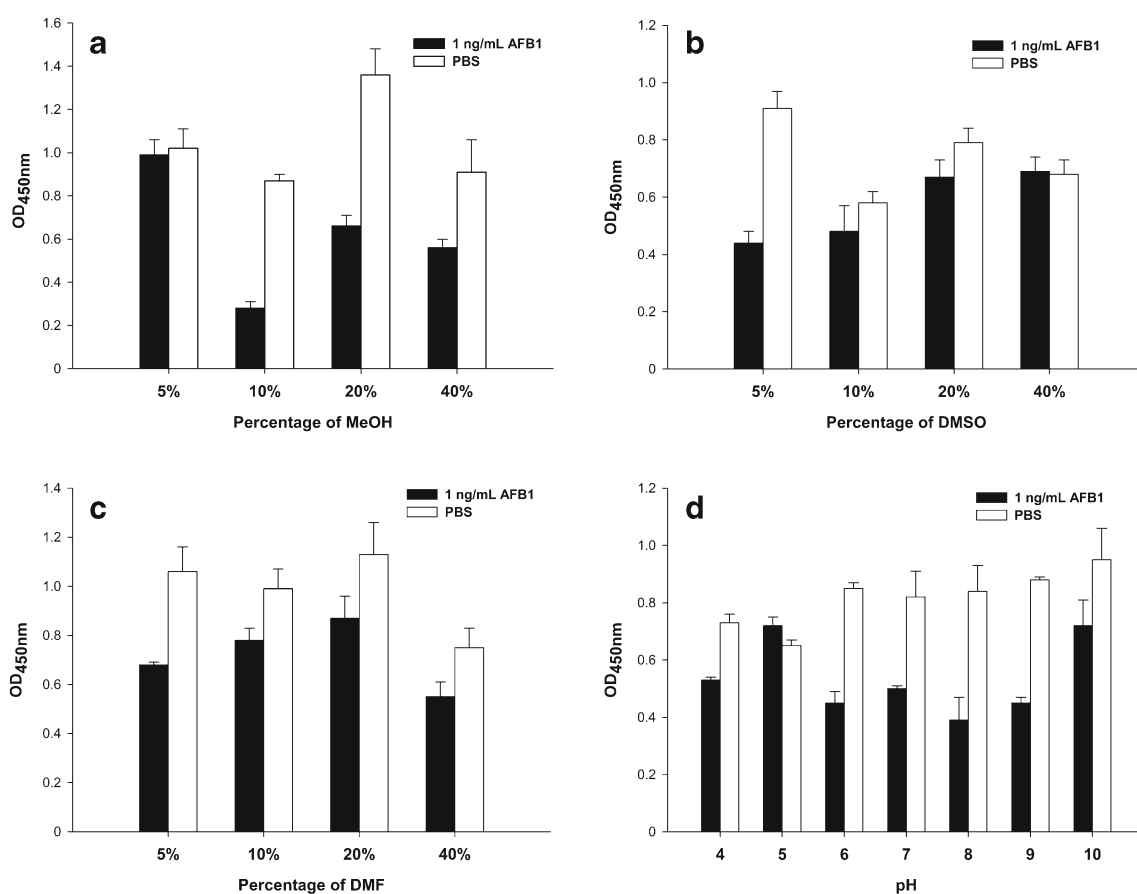 a
1 ng/mL AFB1
PBS
1.6
1.4
1.2
1.0
0.8
0.6
0.4
0.2
0
OD450nm
5% 10% 20% 40%
Percentage of MeOH
b
1 ng/mL AFB1
PBS
1.2
1.0
0.8
0.6
0.4
0.2
0
OD450nm
5% 10% 20% 40%
Percentage of DMSO
c
1 ng/mL AFB1
PBS
1.4
1.2
1.0
0.8
0.6
0.4
0.2
0
OD450nm
5% 10% 20% 40%
Percentage of DMF
d
1 ng/mL AFB1
PBS
1.2
1.0
0.8
0.6
0.4
0.2
0
OD450nm
4 5 6 7 8 9 10
pH